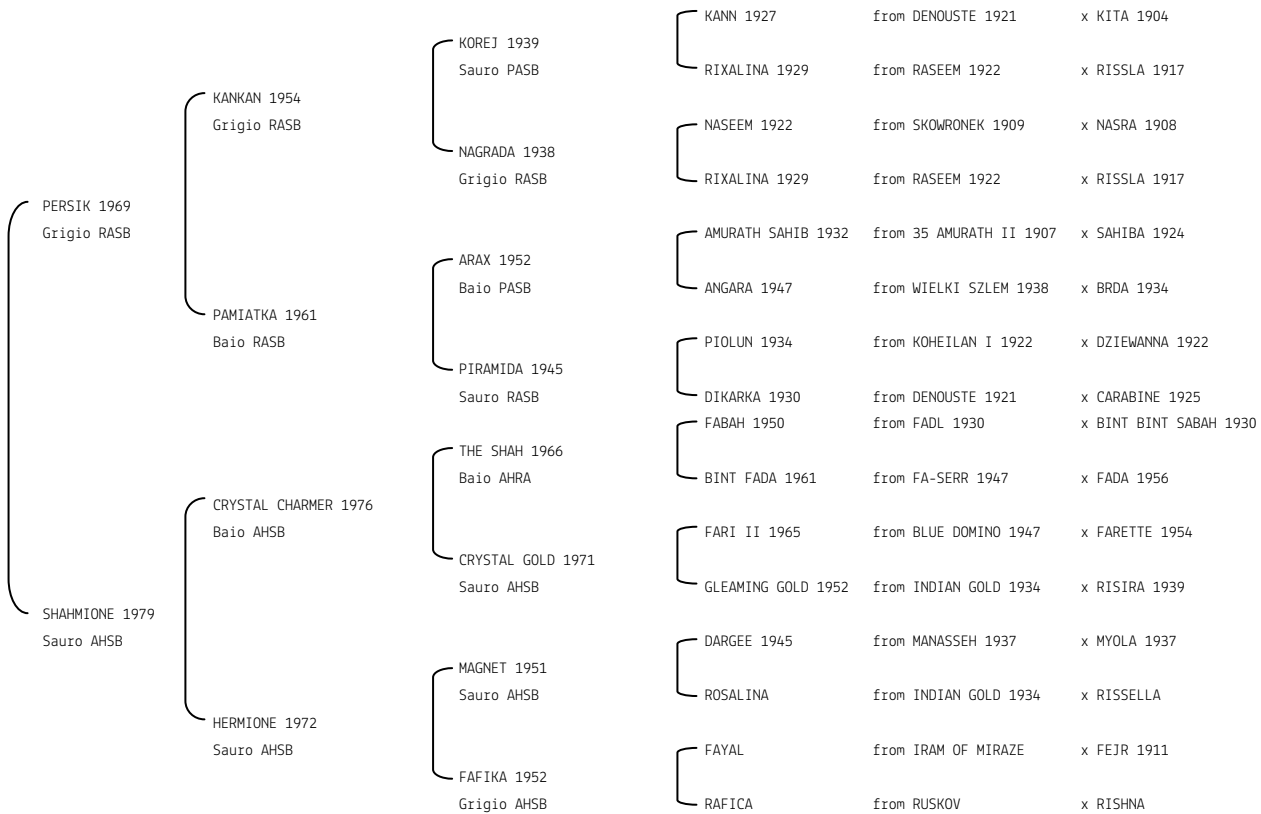 KANN 1927 from DENOUSTE 1921 x KITA 1904
KOREJ 1939
Sauro PASB
RIXALINA 1929 from RASEEM 1922 x RISSLA 1917
KANKAN 1954
Grigio RASB
NASEEM 1922 from SKOWRONEK 1909 x NASRA 1908
NAGRADA 1938
Grigio RASB
RIXALINA 1929 from RASEEM 1922 x RISSLA 1917
PERSIK 1969
Grigio RASB
AMURATH SAHIB 1932 from 35 AMURATH II 1907 x SAHIBA 1924
ARAX 1952
Baio PASB
ANGARA 1947 from WIELKI SZLEM 1938 x BRDA 1934
PAMIATKA 1961
Baio RASB
PIOLUN 1934 from KOHEILAN I 1922 x DZIEWANNA 1922
PIRAMIDA 1945
Sauro RASB
DIKARKA 1930 from DENOUSTE 1921 x CARABINE 1925
FABAH 1950 from FADL 1930 x BINT BINT SABAH 1930
THE SHAH 1966
Baio AHRA
BINT FADA 1961 from FA-SERR 1947 x FADA 1956
CRYSTAL CHARMER 1976
Baio AHSB
FARI II 1965 from BLUE DOMINO 1947 x FARETTE 1954
CRYSTAL GOLD 1971
Sauro AHSB
GLEAMING GOLD 1952 from INDIAN GOLD 1934 x RISIRA 1939
SHAHMIONE 1979
Sauro AHSB
DARGEE 1945 from MANASSEH 1937 x MYOLA 1937
MAGNET 1951
Sauro AHSB
ROSALINA from INDIAN GOLD 1934 x RISSELLA
HERMIONE 1972
Sauro AHSB
FAYAL from IRAM OF MIRAZE x FEJR 1911
FAFIKA 1952
Grigio AHSB
RAFICA from RUSKOV x RISHNA